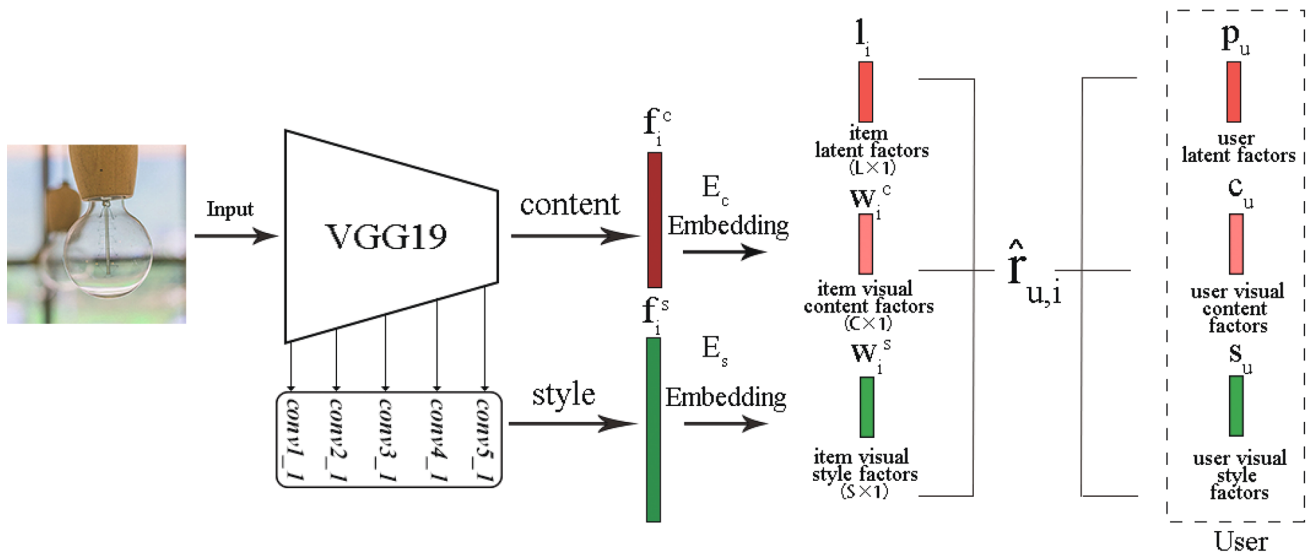 Input
VGG19
conv1_1
conv2_1
conv3_1
conv4_1
conv5_1
content
style
f_i^c
f_i^s
E_c
Embedding
E_s
Embedding
l_i
item
latent factors
(L×1)
w_i^c
item visual
content factors
(C×1)
w_i^s
item visual
style factors
(S×1)
r̂_u,i
p_u
user
latent factors
c_u
user visual
content
factors
s_u
user visual
style
factors
User